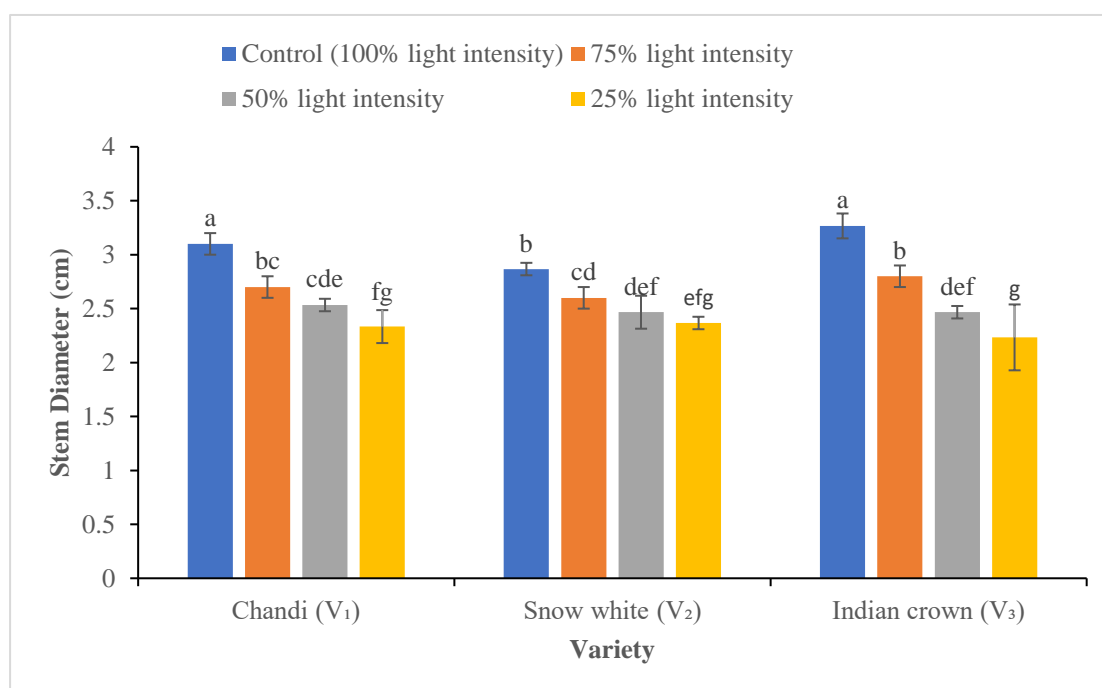 Control (100% light intensity) 75% light intensity
50% light intensity 25% light intensity
4
3.5
3
2.5
2
1.5
1
0.5
0
Stem Diameter (cm)
a
bc
cde
fg
b
cd
def
efg
a
b
def
g
Chandi (V₁) Snow white (V₂) Indian crown (V₃)
Variety